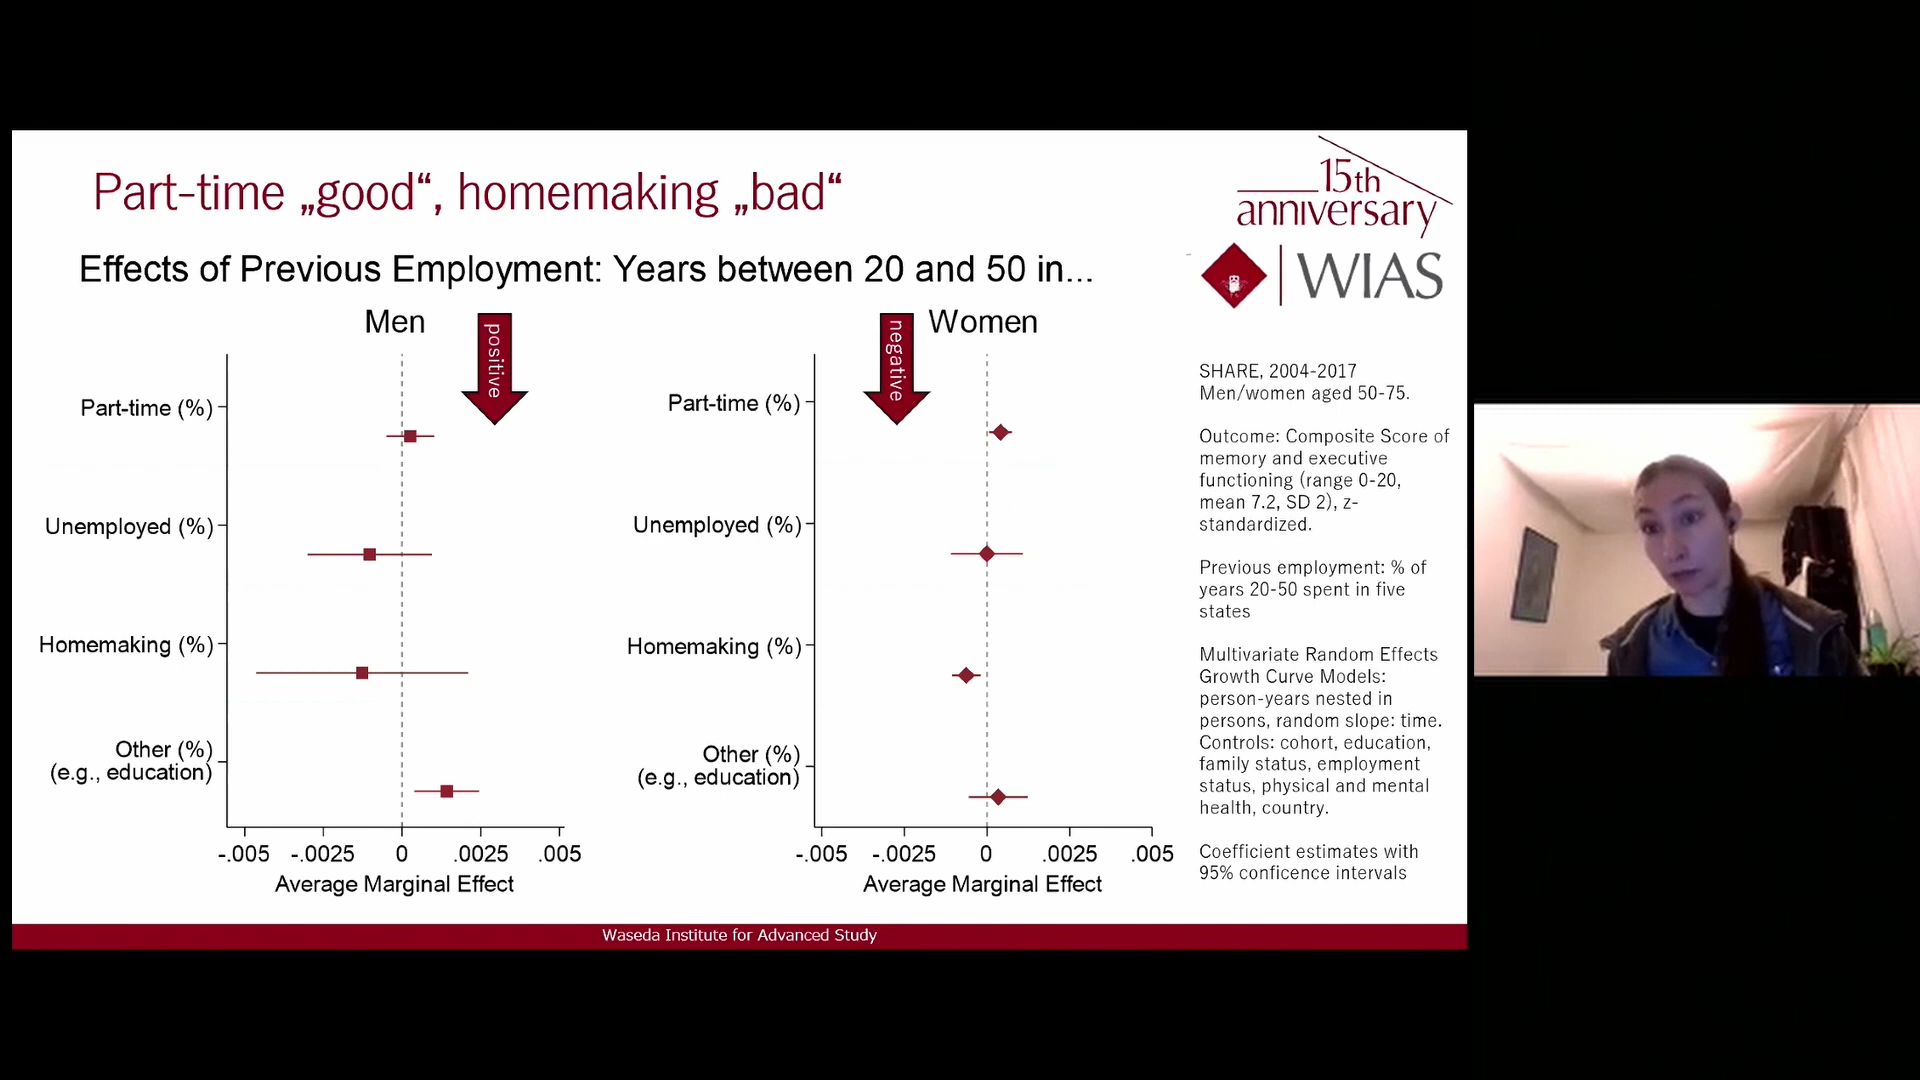 Part-time „good“, homemaking „bad“
15th
anniversary
WIAS
Effects of Previous Employment: Years between 20 and 50 in...
Men
positive
Part-time (%)
Unemployed (%)
Homemaking (%)
Other (%)
(e.g., education)
-.005 -.0025 0 .0025 .005
Average Marginal Effect
negative
Women
Part-time (%)
Unemployed (%)
Homemaking (%)
Other (%)
(e.g., education)
-.005 -.0025 0 .0025 .005
Average Marginal Effect
SHARE, 2004-2017
Men/women aged 50-75.
Outcome: Composite Score of
memory and executive
functioning (range 0-20,
mean 7.2, SD 2), z-
standardized.
Previous employment: % of
years 20-50 spent in five
states
Multivariate Random Effects
Growth Curve Models:
person-years nested in
persons, random slope: time.
Controls: cohort, education,
family status, employment
status, physical and mental
health, country.
Coefficient estimates with
95% conficence intervals
Waseda Institute for Advanced Study